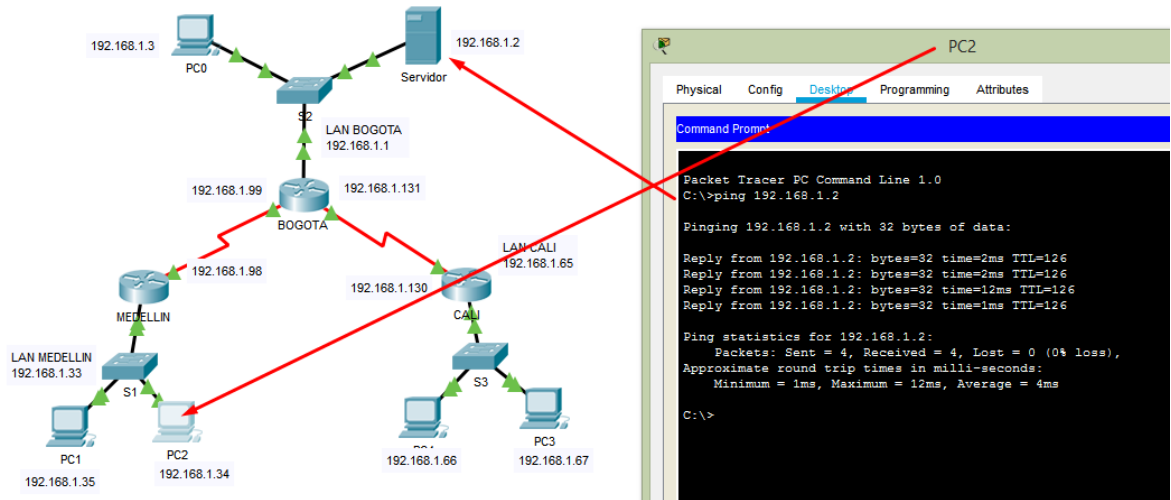 192.168.1.3
PC0
192.168.1.2
Servidor
S2
LAN BOGOTA
192.168.1.1
192.168.1.99
192.168.1.131
BOGOTA
192.168.1.98
LAN CALI
192.168.1.65
192.168.1.130
MEDELLIN
CALI
LAN MEDELLIN
192.168.1.33
S1
S3
PC1
192.168.1.35
PC2
192.168.1.34
192.168.1.66
PC3
192.168.1.67
PC2
Physical Config Desktop Programming Attributes
Command Prompt
Packet Tracer PC Command Line 1.0
C:\>ping 192.168.1.2
Pinging 192.168.1.2 with 32 bytes of data:
Reply from 192.168.1.2: bytes=32 time=2ms TTL=126
Reply from 192.168.1.2: bytes=32 time=2ms TTL=126
Reply from 192.168.1.2: bytes=32 time=12ms TTL=126
Reply from 192.168.1.2: bytes=32 time=1ms TTL=126
Ping statistics for 192.168.1.2:
Packets: Sent = 4, Received = 4, Lost = 0 (0% loss),
Approximate round trip times in milli-seconds:
Minimum = 1ms, Maximum = 12ms, Average = 4ms
C:\>